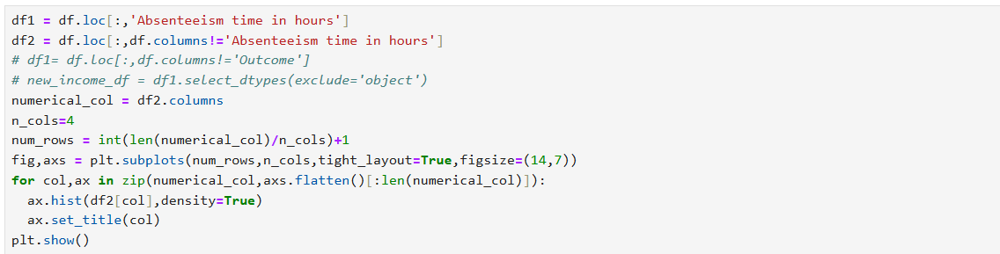 df1 = df.loc[:,'Absenteeism time in hours']
df2 = df.loc[:,df.columns!='Absenteeism time in hours']
# df1= df.loc[:,df.columns!='Outcome']
# new_income_df = df1.select_dtypes(exclude='object')
numerical_col = df2.columns
n_cols=4
num_rows = int(len(numerical_col)/n_cols)+1
fig,axs = plt.subplots(num_rows,n_cols,tight_layout=True,figsize=(14,7))
for col,ax in zip(numerical_col,axs.flatten()[:len(numerical_col)]):
  ax.hist(df2[col],density=True)
  ax.set_title(col)
plt.show()